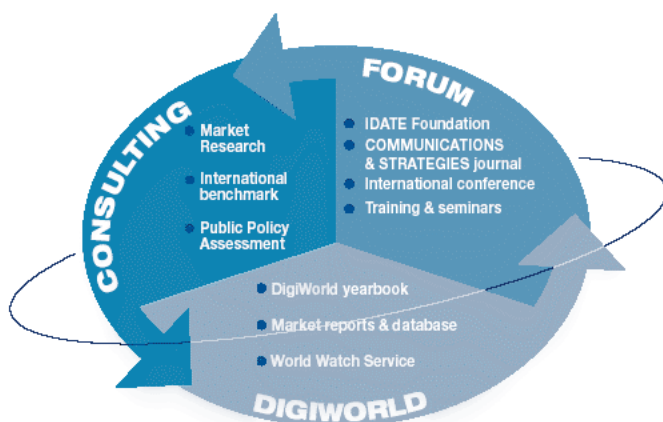 CONSULTING
Market
Research
International
benchmark
Public Policy
Assessment
FORUM
IDATE Foundation
COMMUNICATIONS
& STRATEGIES journal
International conference
Training & seminars
DigiWorld yearbook
Market reports & database
World Watch Service
DIGIWORLD